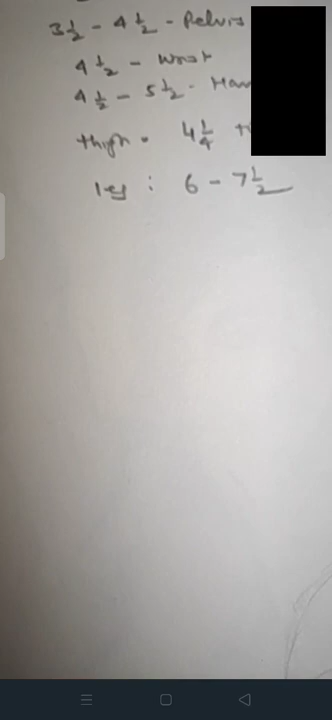 3½ - 4½ - Pelvis
4½ - Wrist
4½ - 5½ -
thigh - 4¼
leg : 6 - 7½